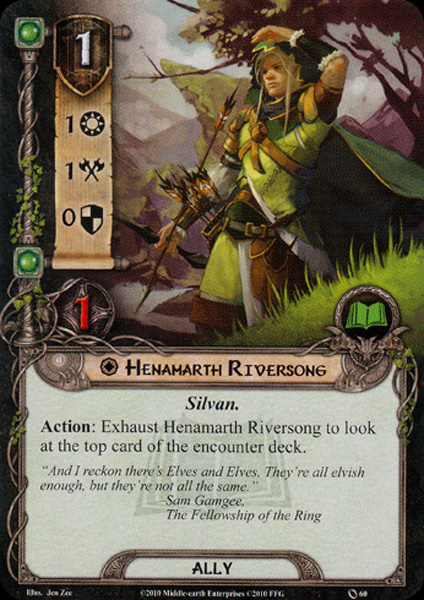 1
1
1
0
1
HENAMARTH RIVERSONG
Silvan.
Action: Exhaust Henamarth Riversong to look
at the top card of the encounter deck.
"And I reckon there's Elves and Elves. They're all elvish
enough, but they're not all the same."
-Sam Gamgee,
The Fellowship of the Ring
ALLY
Illus. Jen Zee
©2010 Middle-earth Enterprises ©2010 FFG
60